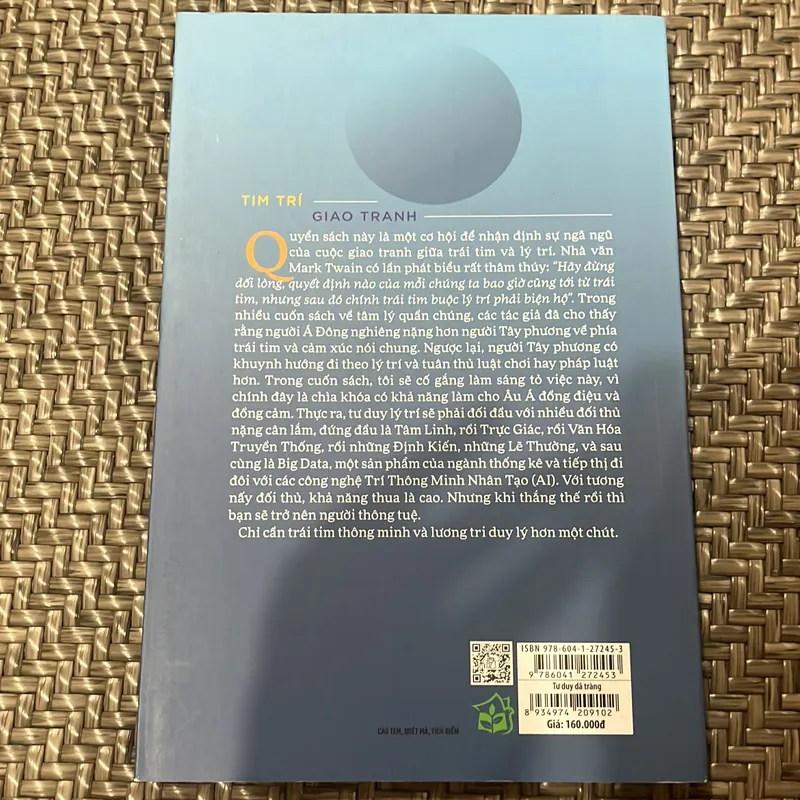 TIM TRÍ
GIAO TRANH
Quyển sách này là một cơ hội để nhận định sự ngã ngũ
của cuộc giao tranh giữa trái tim và lý trí. Nhà văn
Mark Twain có lần phát biểu rất thâm thúy: "Hãy đừng
dối lòng, quyết định nào của mỗi chúng ta bao giờ cũng tới từ trái
tim, nhưng sau đó chính trái tim buộc lý trí phải biện hộ". Trong
nhiều cuốn sách về tâm lý quần chúng, các tác giả đã cho thấy
rằng người Á Đông nghiêng nặng hơn người Tây phương về phía
trái tim và cảm xúc nói chung. Ngược lại, người Tây phương có
khuynh hướng đi theo lý trí và tuân thủ luật chơi hay pháp luật
hơn. Trong cuốn sách, tôi sẽ cố gắng làm sáng tỏ việc này, vì
chính đây là chìa khóa có khả năng làm cho Âu Á đồng điệu và
đồng cảm. Thực ra, tư duy lý trí sẽ phải đối đầu với nhiều đối thủ
nặng cân lắm, đứng đầu là Tâm Linh, rồi Trực Giác, rồi Văn Hóa
Truyền Thống, rồi những Định Kiến, những Lẽ Thường, và sau
cùng là Big Data, một sản phẩm của ngành thống kê và tiếp thị đi
đôi với các công nghệ Trí Thông Minh Nhân Tạo (AI). Với tương
nấy đối thủ, khả năng thua là cao. Nhưng khi thắng thế rồi thì
bạn sẽ trở nên người thông tuệ.
Chỉ cần trái tim thông minh và lương tri duy lý hơn một chút.
ISBN 978-604-1-27245-3
9 786041 272453
Tư duy dã tràng
8 934974 209102
Giá: 160.000đ
CÀO TEM, QUÉT MÃ, TÍCH ĐIỂM